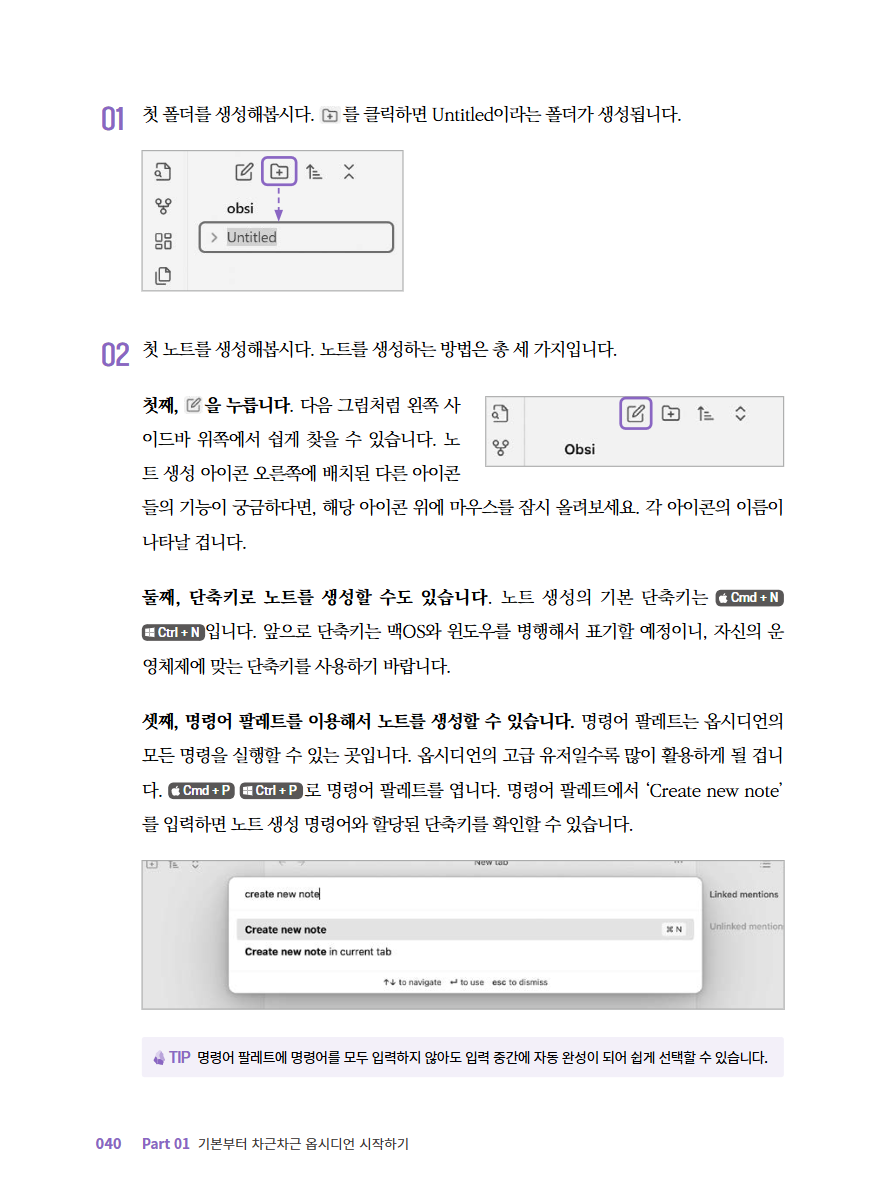 01 첫 폴더를 생성해봅시다. 를 클릭하면 Untitled이라는 폴더가 생성됩니다.
obsi
Untitled
02 첫 노트를 생성해봅시다. 노트를 생성하는 방법은 총 세 가지입니다.
첫째, 을 누릅니다. 다음 그림처럼 왼쪽 사
이드바 위쪽에서 쉽게 찾을 수 있습니다. 노
트 생성 아이콘 오른쪽에 배치된 다른 아이콘
Obsi
들의 기능이 궁금하다면, 해당 아이콘 위에 마우스를 잠시 올려보세요. 각 아이콘의 이름이
나타날 겁니다.
둘째, 단축키로 노트를 생성할 수도 있습니다. 노트 생성의 기본 단축키는 Cmd + N
Ctrl + N 입니다. 앞으로 단축키는 맥OS와 윈도우를 병행해서 표기할 예정이니, 자신의 운
영체제에 맞는 단축키를 사용하기 바랍니다.
셋째, 명령어 팔레트를 이용해서 노트를 생성할 수 있습니다. 명령어 팔레트는 옵시디언의
모든 명령을 실행할 수 있는 곳입니다. 옵시디언의 고급 유저일수록 많이 활용하게 될 겁니
다. Cmd + P Ctrl + P 로 명령어 팔레트를 엽니다. 명령어 팔레트에서 ‘Create new note’
를 입력하면 노트 생성 명령어와 할당된 단축키를 확인할 수 있습니다.
New tab
create new note
Linked mentions
Create new note ⌘ N
Unlinked mention
Create new note in current tab
↑↓ to navigate ↵ to use esc to dismiss
TIP 명령어 팔레트에 명령어를 모두 입력하지 않아도 입력 중간에 자동 완성이 되어 쉽게 선택할 수 있습니다.
040 Part 01 기본부터 차근차근 옵시디언 시작하기